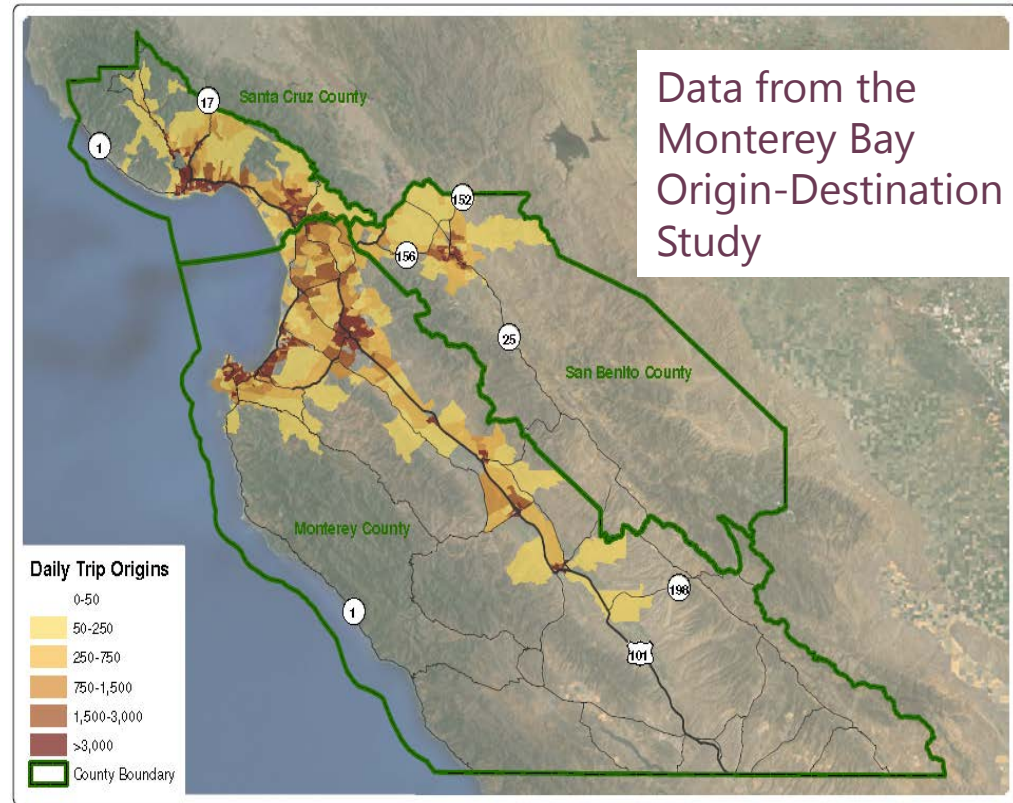 Data from the
Monterey Bay
Origin-Destination
Study
17
Santa Cruz County
1
152
156
25
San Benito County
Monterey County
198
1
101
Daily Trip Origins
0-50
50-250
250-750
750-1,500
1,500-3,000
>3,000
County Boundary